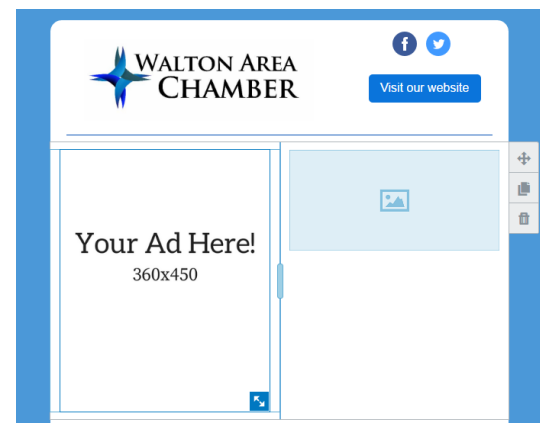 WALTON AREA
CHAMBER
Visit our website
Your Ad Here!
360x450